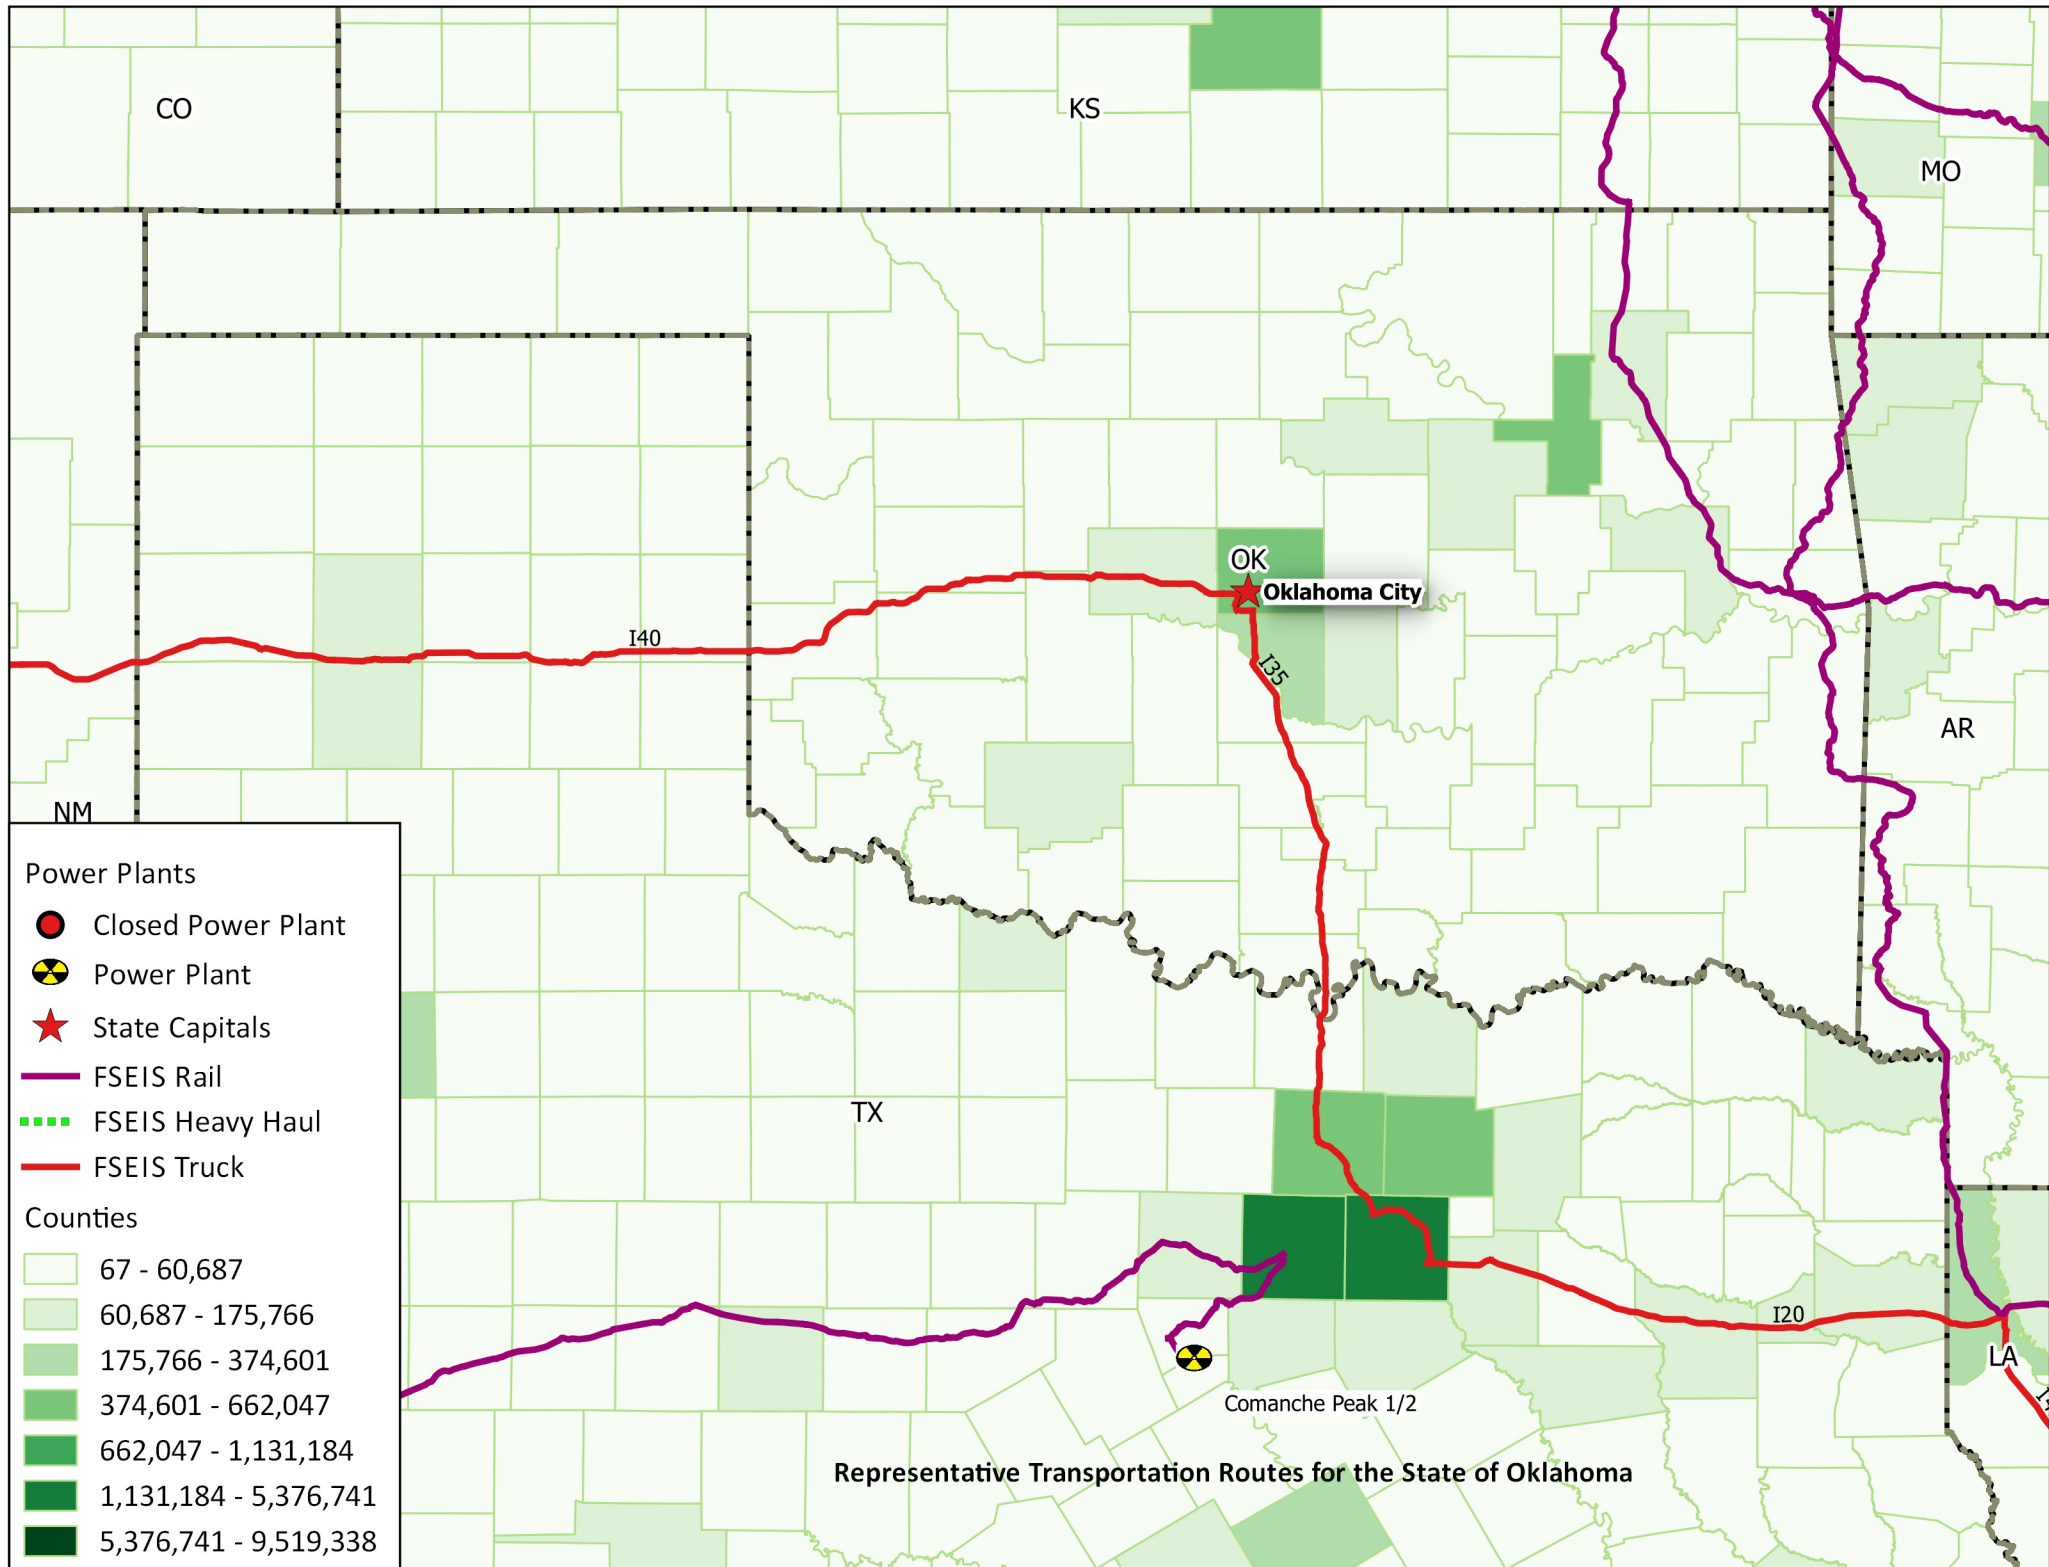 CO
KS
MO
OK
Oklahoma City
I40
I35
AR
NM
TX
I20
LA
Comanche Peak 1/2
Representative Transportation Routes for the State of Oklahoma
Power Plants
Closed Power Plant
Power Plant
State Capitals
FSEIS Rail
FSEIS Heavy Haul
FSEIS Truck
Counties
67 - 60,687
60,687 - 175,766
175,766 - 374,601
374,601 - 662,047
662,047 - 1,131,184
1,131,184 - 5,376,741
5,376,741 - 9,519,338